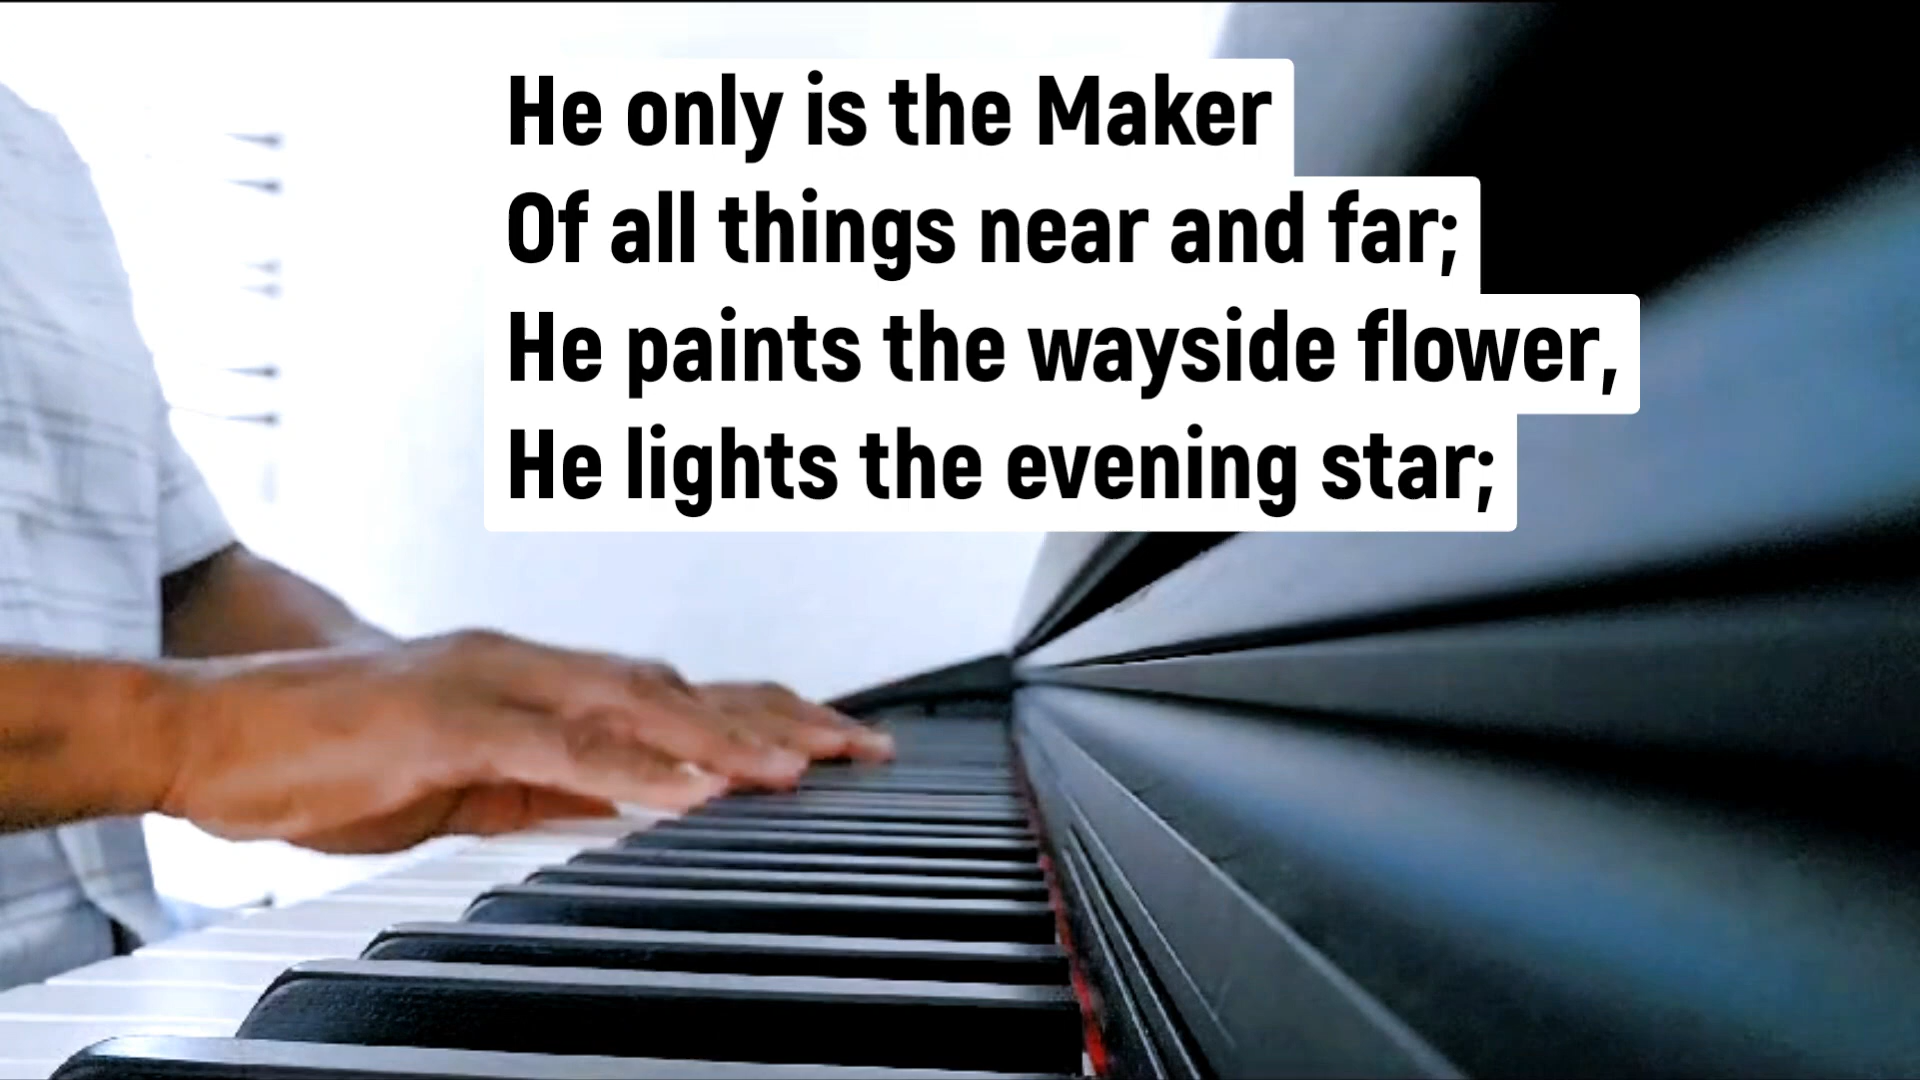 He only is the Maker
Of all things near and far;
He paints the wayside flower,
He lights the evening star;